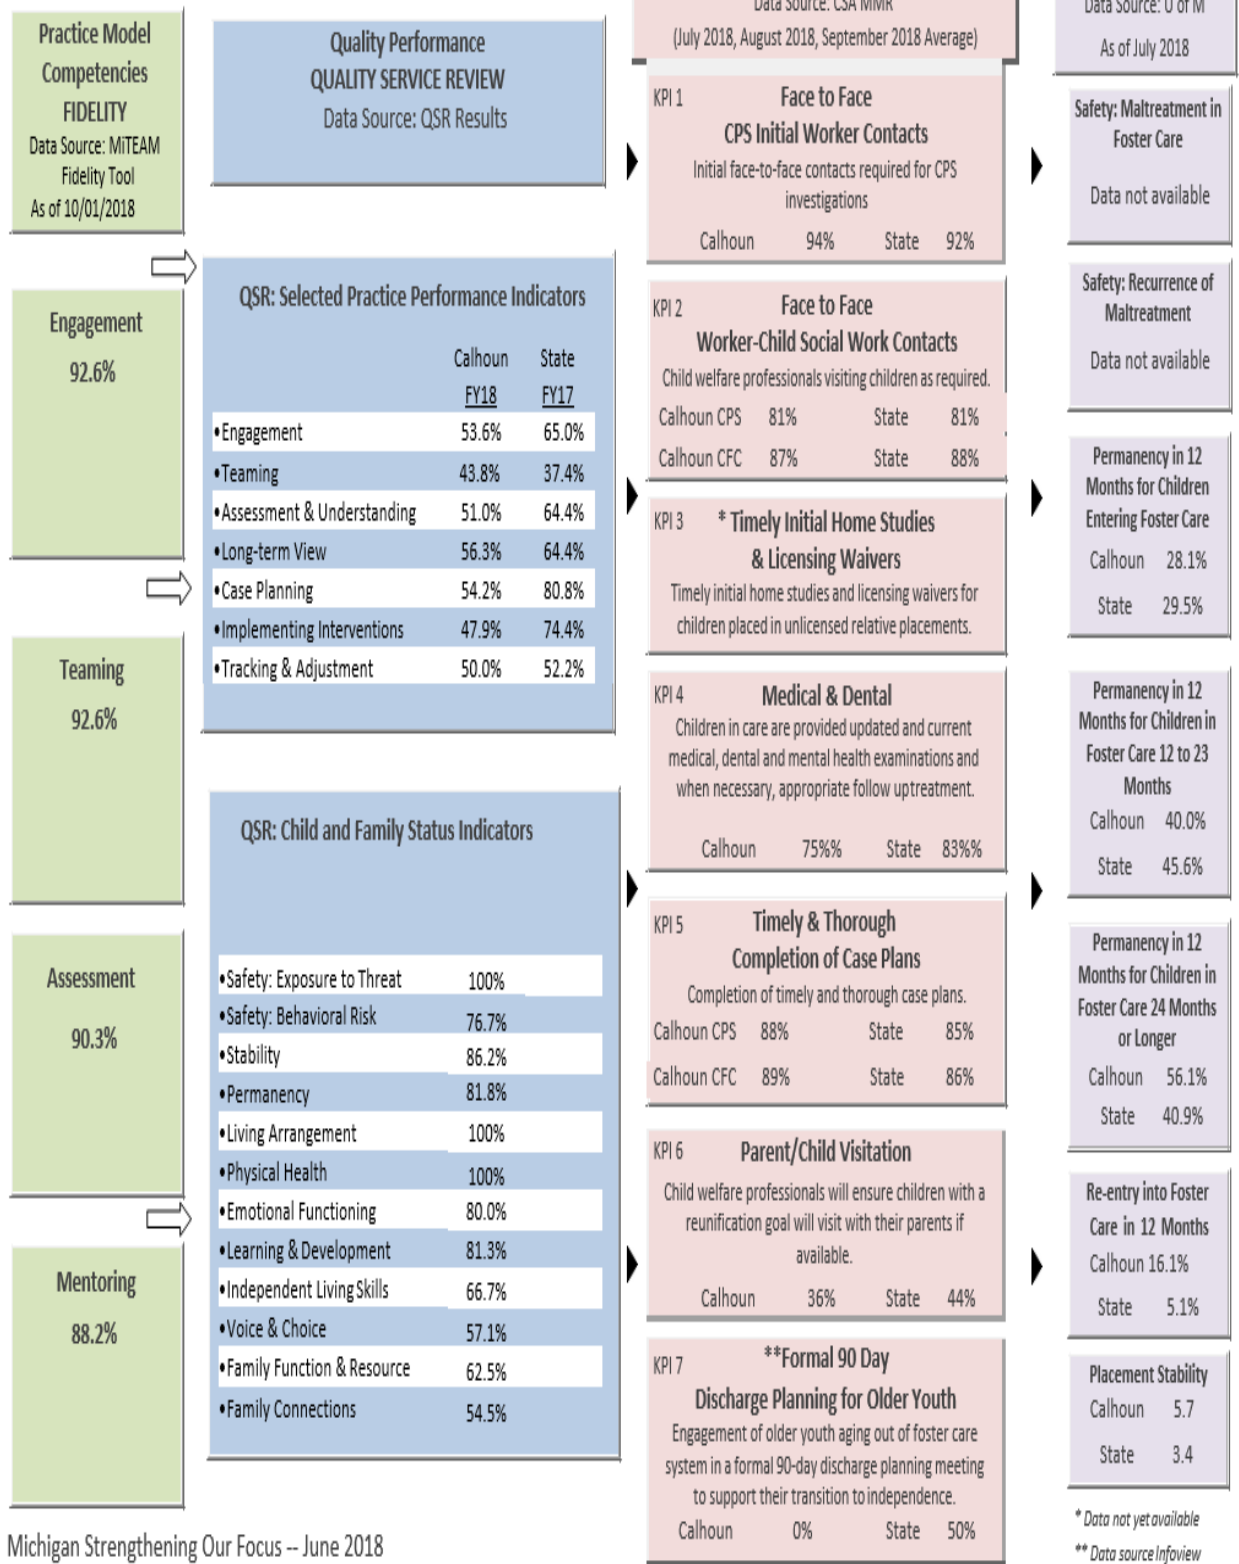 Practice Model
Competencies
FIDELITY
Data Source: MiTEAM
Fidelity Tool
As of 10/01/2018
Engagement
92.6%
Teaming
92.6%
Assessment
90.3%
Mentoring
88.2%
Quality Performance
QUALITY SERVICE REVIEW
Data Source: QSR Results
QSR: Selected Practice Performance Indicators
Calhoun State
FY18 FY17
•Engagement 53.6% 65.0%
•Teaming 43.8% 37.4%
•Assessment & Understanding 51.0% 64.4%
•Long-term View 56.3% 64.4%
•Case Planning 54.2% 80.8%
•Implementing Interventions 47.9% 74.4%
•Tracking & Adjustment 50.0% 52.2%
QSR: Child and Family Status Indicators
•Safety: Exposure to Threat 100%
•Safety: Behavioral Risk 76.7%
•Stability 86.2%
•Permanency 81.8%
•Living Arrangement 100%
•Physical Health 100%
•Emotional Functioning 80.0%
•Learning & Development 81.3%
•Independent Living Skills 66.7%
•Voice & Choice 57.1%
•Family Function & Resource 62.5%
•Family Connections 54.5%
Data Source: CSA MMR
(July 2018, August 2018, September 2018 Average)
KPI 1 Face to Face
CPS Initial Worker Contacts
Initial face-to-face contacts required for CPS
investigations
Calhoun 94% State 92%
KPI 2 Face to Face
Worker-Child Social Work Contacts
Child welfare professionals visiting children as required.
Calhoun CPS 81% State 81%
Calhoun CFC 87% State 88%
KPI 3 * Timely Initial Home Studies
& Licensing Waivers
Timely initial home studies and licensing waivers for
children placed in unlicensed relative placements.
KPI 4 Medical & Dental
Children in care are provided updated and current
medical, dental and mental health examinations and
when necessary, appropriate follow up treatment.
Calhoun 75%% State 83%%
KPI 5 Timely & Thorough
Completion of Case Plans
Completion of timely and thorough case plans.
Calhoun CPS 88% State 85%
Calhoun CFC 89% State 86%
KPI 6 Parent/Child Visitation
Child welfare professionals will ensure children with a
reunification goal will visit with their parents if
available.
Calhoun 36% State 44%
KPI 7 **Formal 90 Day
Discharge Planning for Older Youth
Engagement of older youth aging out of foster care
system in a formal 90-day discharge planning meeting
to support their transition to independence.
Calhoun 0% State 50%
Data Source: U of M
As of July 2018
Safety: Maltreatment in
Foster Care
Data not available
Safety: Recurrence of
Maltreatment
Data not available
Permanency in 12
Months for Children
Entering Foster Care
Calhoun 28.1%
State 29.5%
Permanency in 12
Months for Children in
Foster Care 12 to 23
Months
Calhoun 40.0%
State 45.6%
Permanency in 12
Months for Children in
Foster Care 24 Months
or Longer
Calhoun 56.1%
State 40.9%
Re-entry into Foster
Care in 12 Months
Calhoun 16.1%
State 5.1%
Placement Stability
Calhoun 5.7
State 3.4
* Data not yet available
** Data source Infoview
Michigan Strengthening Our Focus -- June 2018